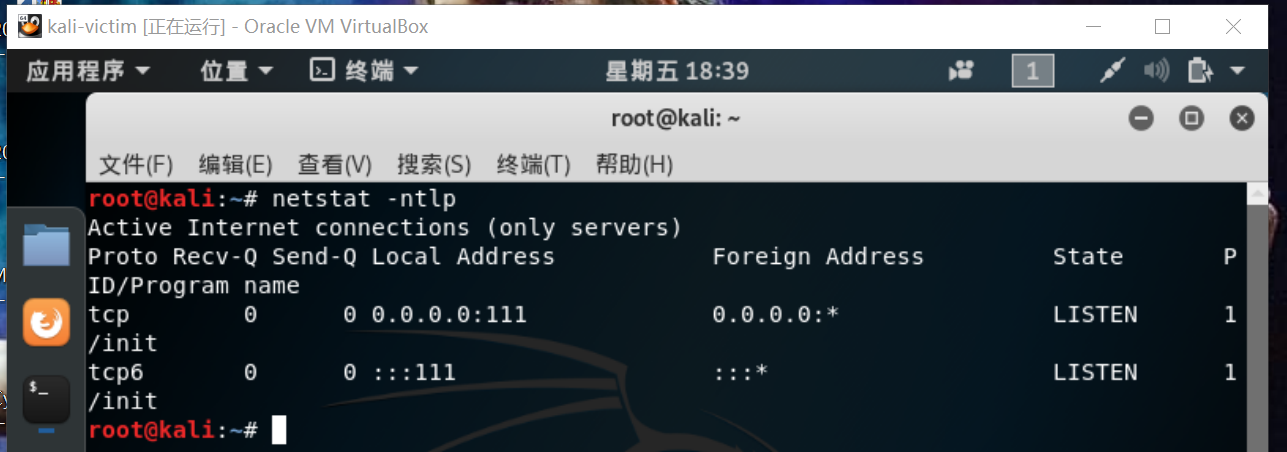 kali-victim [正在运行] - Oracle VM VirtualBox
应用程序 位置 终端 星期五 18:39 1
root@kali: ~
文件(F) 编辑(E) 查看(V) 搜索(S) 终端(T) 帮助(H)
root@kali:~# netstat -ntlp
Active Internet connections (only servers)
Proto Recv-Q Send-Q Local Address           Foreign Address         State       P
ID/Program name
tcp        0      0 0.0.0.0:111             0.0.0.0:*               LISTEN      1
/init
tcp6       0      0 :::111                  :::*                    LISTEN      1
/init
root@kali:~#